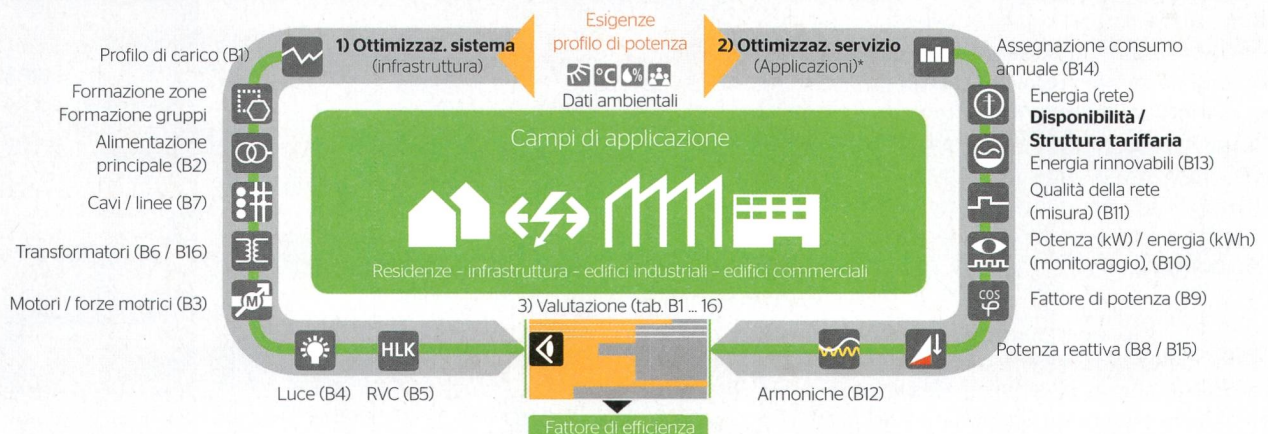 Esigenze
profilo di potenza
Dati ambientali
1) Ottimizzaz. sistema
(infrastruttura)
2) Ottimizzaz. servizio
(Applicazioni)*
Profilo di carico (B1)
Formazione zone
Formazione gruppi
Alimentazione
principale (B2)
Cavi / linee (B7)
Transformatori (B6 / B16)
Motori / forze motrici (B3)
M
Luce (B4)
HLK
RVC (B5)
°C
%
Campi di applicazione
Residenze – infrastruttura – edifici industriali – edifici commerciali
3) Valutazione (tab. B1 ... 16)
Fattore di efficienza
Assegnazione consumo
annuale (B14)
Energia (rete)
Disponibilità /
Struttura tariffaria
Energia rinnovabili (B13)
Qualità della rete
(misura) (B11)
Potenza (kW) / energia (kWh)
(monitoraggio), (B10)
cos
φ
Fattore di potenza (B9)
Potenza reattiva (B8 / B15)
Armoniche (B12)